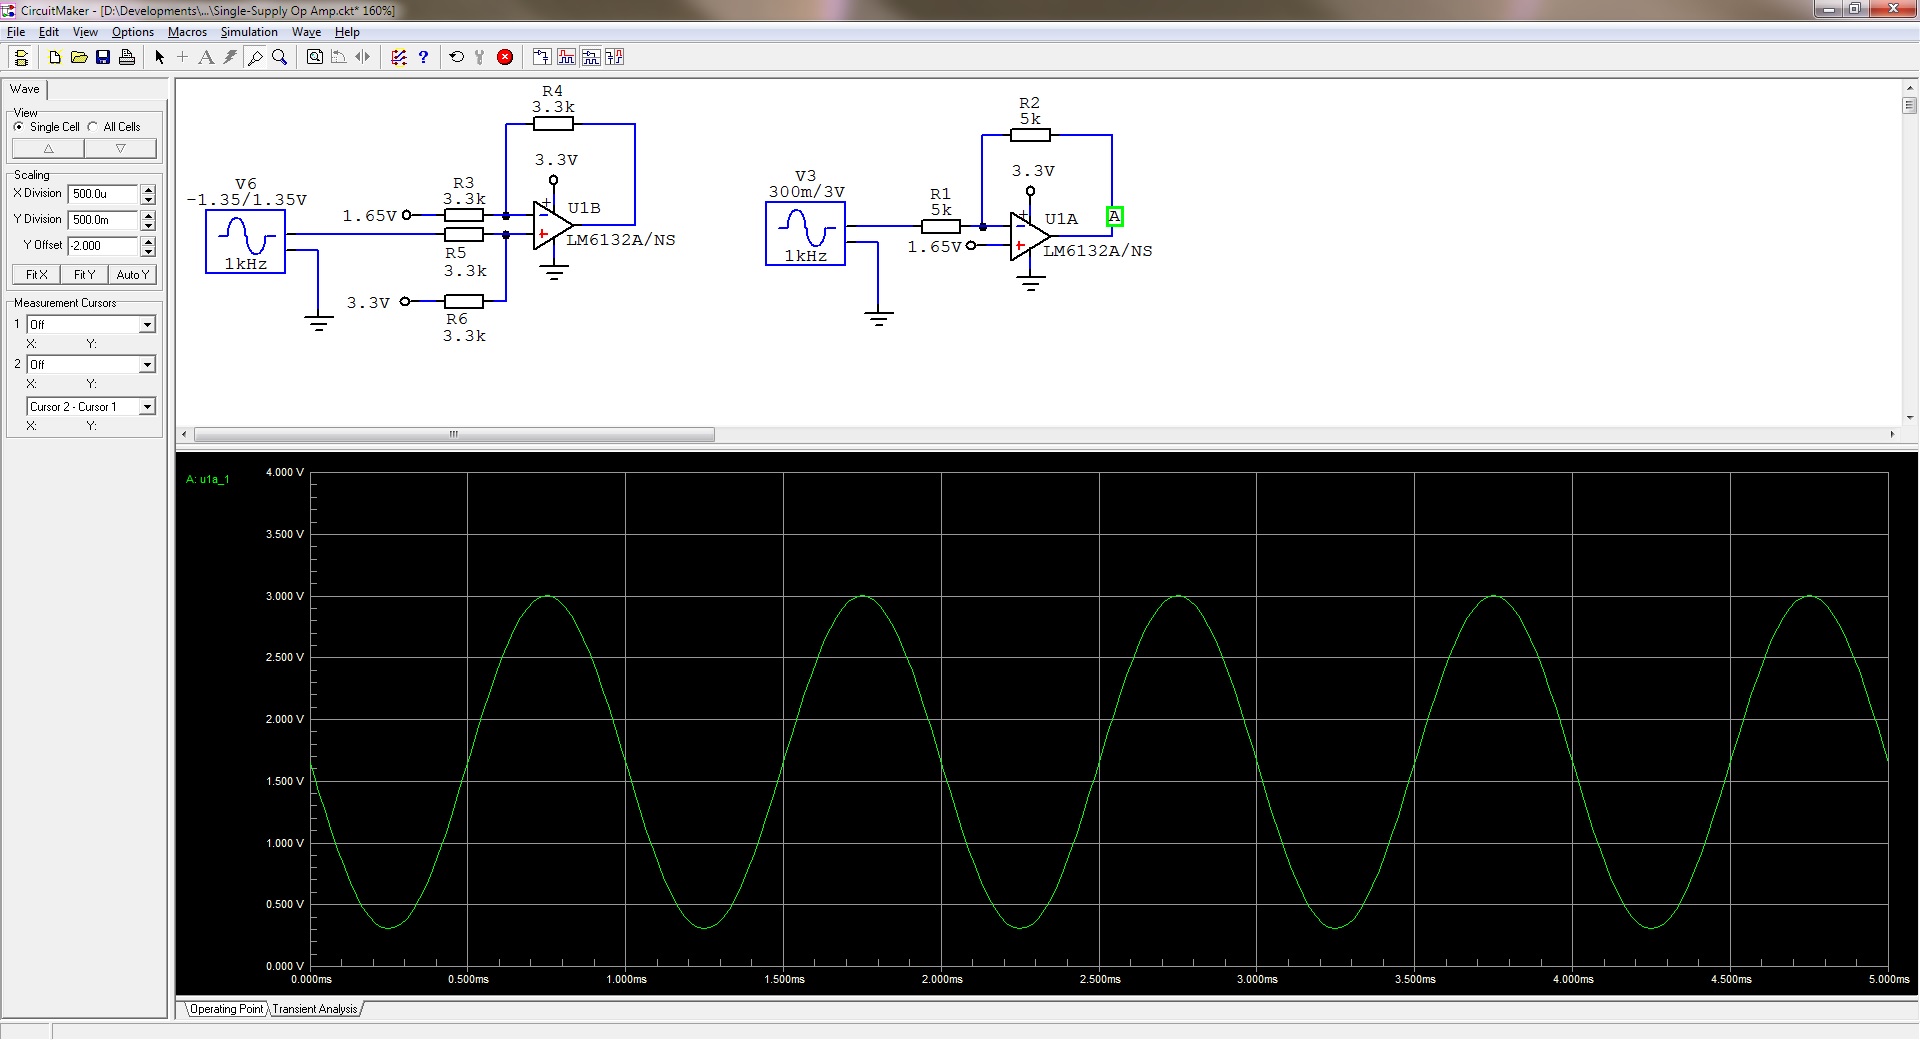 CircuitMaker - [D:\Developments\...\Single-Supply Op Amp.ckt* 160%]
File Edit View Options Macros Simulation Wave Help
Wave
View
Single Cell All Cells
Scaling
X Division 500.0u
Y Division 500.0m
Y Offset -2.000
Fit X Fit Y Auto Y
Measurement Cursors
1 Off
X: Y:
2 Off
X: Y:
Cursor 2 - Cursor 1
X: Y:
R4
3.3k
3.3V
V6
-1.35/1.35V
1kHz
R3
3.3k
1.65V
U1B
LM6132A/NS
R5
3.3k
3.3V
R6
3.3k
R2
5k
3.3V
V3
300m/3V
1kHz
R1
5k
1.65V
U1A
A
LM6132A/NS
A: u1a_1
4.000 V
3.500 V
3.000 V
2.500 V
2.000 V
1.500 V
1.000 V
0.500 V
0.000 V
0.000ms 0.500ms 1.000ms 1.500ms 2.000ms 2.500ms 3.000ms 3.500ms 4.000ms 4.500ms 5.000ms
Operating Point Transient Analysis